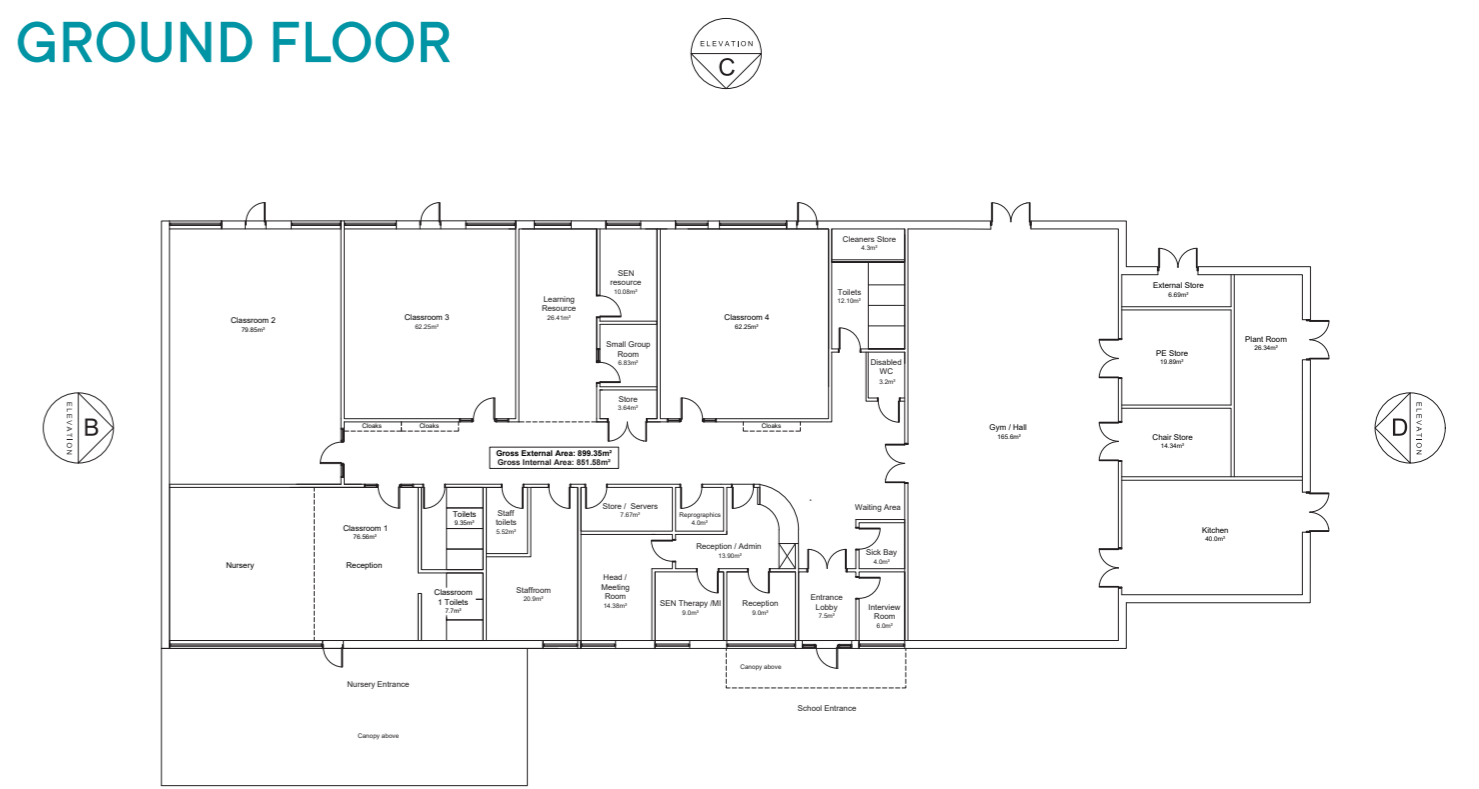 GROUND FLOOR
ELEVATION
C
Cleaners Store
4.3m²
SEN
resource
10.08m²
External Store
6.69m²
Toilets
12.10m²
Learning
Resource
26.41m²
Classroom 2
79.85m²
Classroom 3
62.25m²
Classroom 4
62.25m²
Plant Room
26.34m²
Small Group
Room
6.83m²
PE Store
19.89m²
Disabled
WC
3.2m²
Store
3.64m²
ELEVATION
B
Cloaks
Cloaks
Cloaks
Gym / Hall
165.6m²
Chair Store
14.34m²
D
ELEVATION
Gross External Area: 899.35m²
Gross Internal Area: 851.58m²
Store / Servers
7.67m²
Waiting Area
Toilets
9.35m²
Staff
toilets
5.52m²
Reprographics
4.0m²
Classroom 1
76.56m²
Kitchen
40.0m²
Reception / Admin
13.90m²
Sick Bay
4.0m²
Nursery
Reception
Head /
Meeting
Room
14.38m²
Staffroom
20.9m²
Classroom
1 Toilets
7.7m²
SEN Therapy /MI
9.0m²
Reception
9.0m²
Entrance
Lobby
7.5m²
Interview
Room
6.0m²
Canopy above
Nursery Entrance
School Entrance
Canopy above